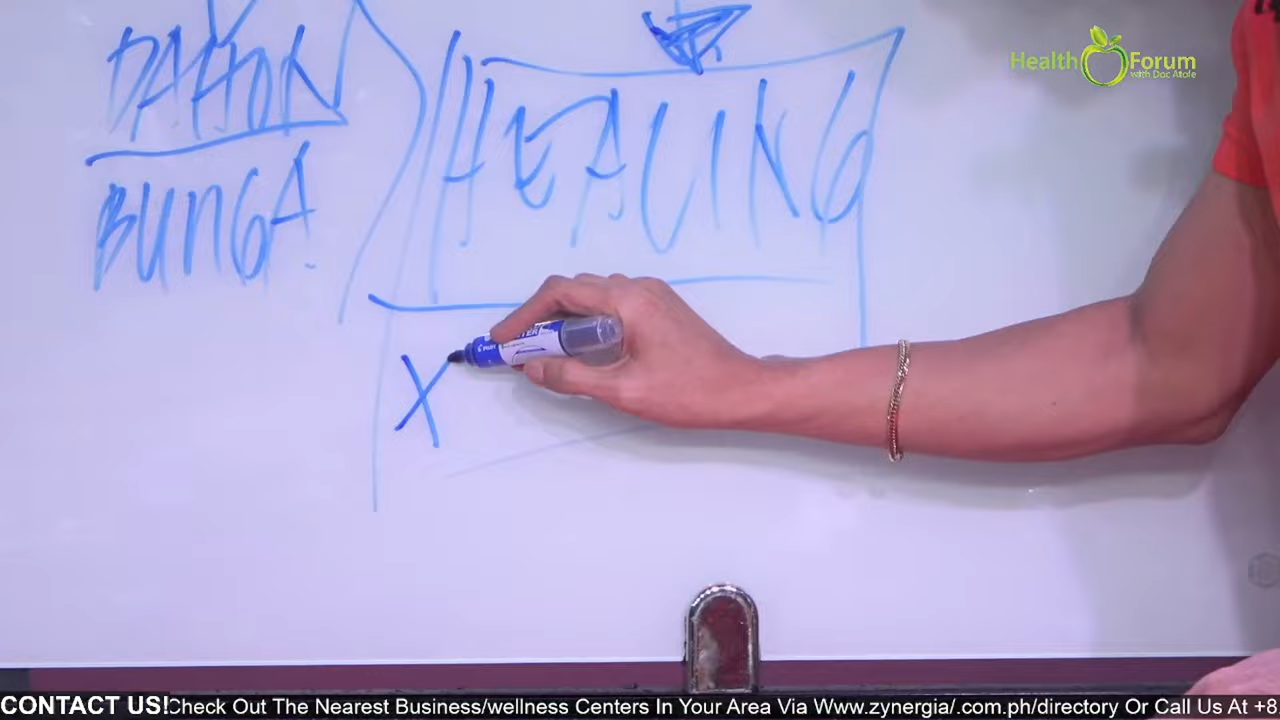 DAHON
BUNGA
HEALING
X
Health Forum
with Doc Atole
PILOT
CONTACT US! Check Out The Nearest Business/wellness Centers In Your Area Via Www.zynergia/.com.ph/directory Or Call Us At +8